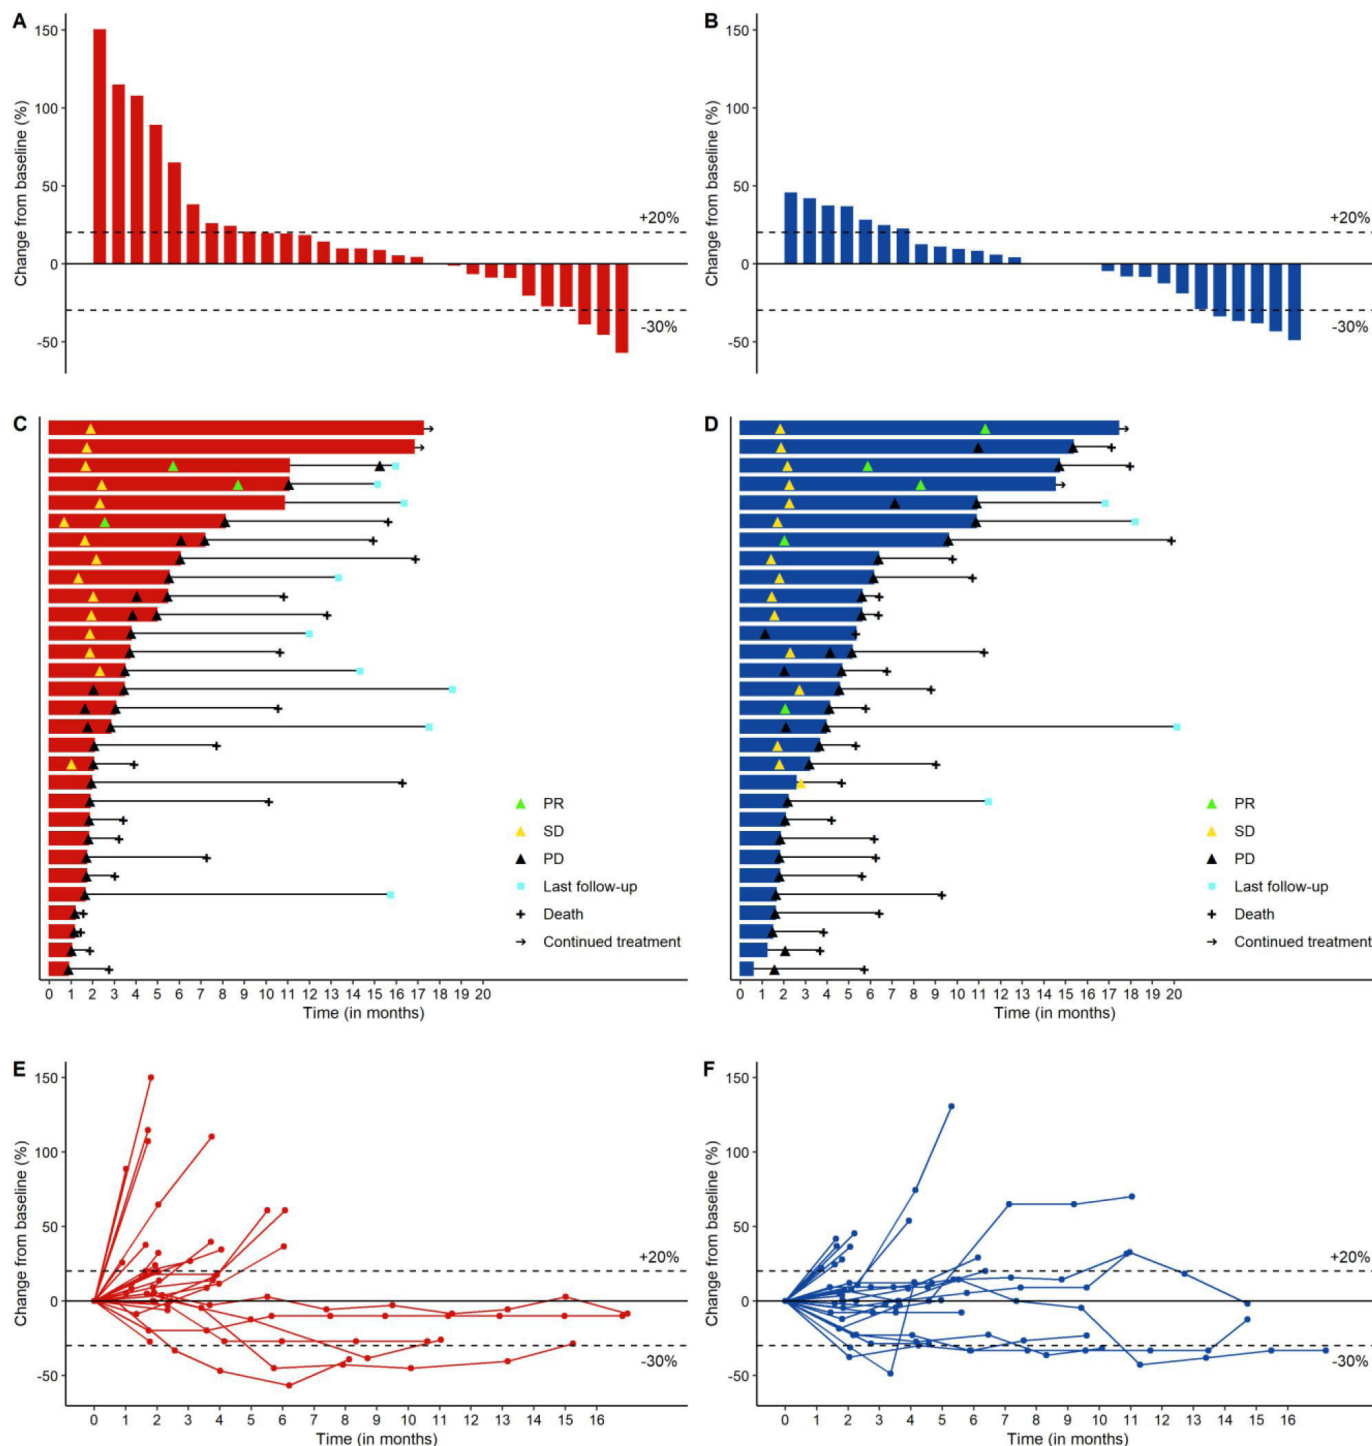 A
B
Change from baseline (%)
150
100
50
0
-50
+20%
-30%
Change from baseline (%)
150
100
50
0
-50
+20%
-30%
C
PR
SD
PD
Last follow-up
Death
Continued treatment
0 1 2 3 4 5 6 7 8 9 10 11 12 13 14 15 16 17 18 19 20
Time (in months)
D
PR
SD
PD
Last follow-up
Death
Continued treatment
0 1 2 3 4 5 6 7 8 9 10 11 12 13 14 15 16 17 18 19 20
Time (in months)
E
Change from baseline (%)
150
100
50
0
-50
+20%
-30%
0 1 2 3 4 5 6 7 8 9 10 11 12 13 14 15 16
Time (in months)
F
Change from baseline (%)
150
100
50
0
-50
+20%
-30%
0 1 2 3 4 5 6 7 8 9 10 11 12 13 14 15 16
Time (in months)